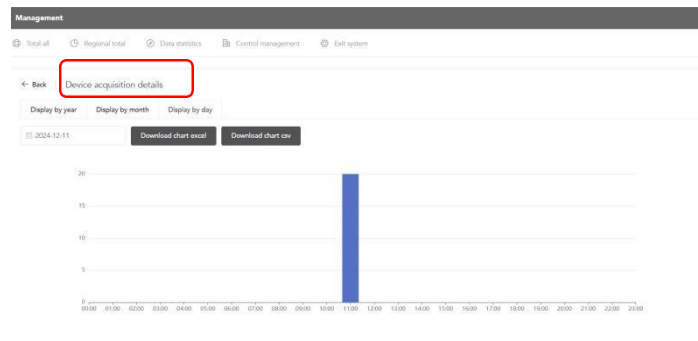 Management
Total all Regional total Data statistics Control management Exit system
← Back Device acquisition details
Display by year Display by month Display by day
2024-12-11 Download chart excel Download chart csv
20
15
10
5
0
00:00 01:00 02:00 03:00 04:00 05:00 06:00 07:00 08:00 09:00 10:00 11:00 12:00 13:00 14:00 15:00 16:00 17:00 18:00 19:00 20:00 21:00 22:00 23:00